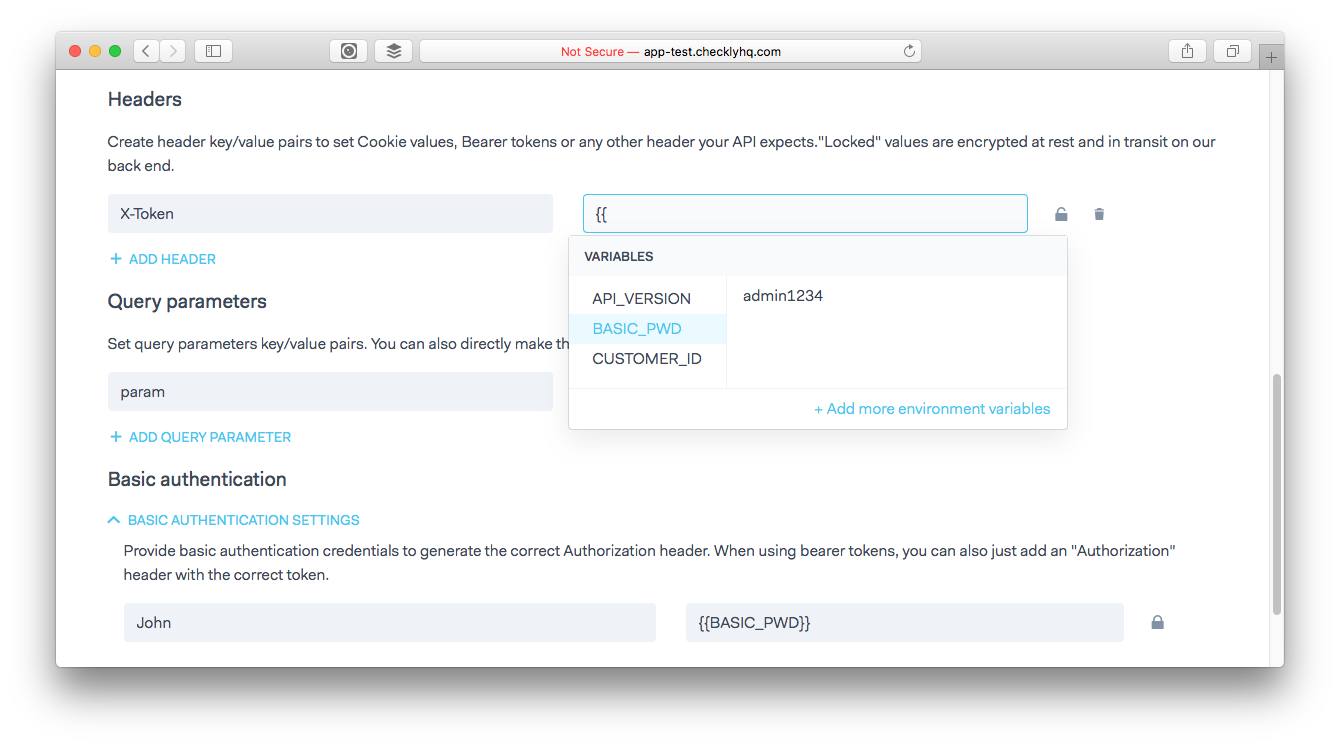 Not Secure — app-test.checklyhq.com
Headers
Create header key/value pairs to set Cookie values, Bearer tokens or any other header your API expects."Locked" values are encrypted at rest and in transit on our
back end.
X-Token
{{
+ ADD HEADER
VARIABLES
API_VERSION
admin1234
BASIC_PWD
CUSTOMER_ID
+ Add more environment variables
Query parameters
Set query parameters key/value pairs. You can also directly make th
param
+ ADD QUERY PARAMETER
Basic authentication
BASIC AUTHENTICATION SETTINGS
Provide basic authentication credentials to generate the correct Authorization header. When using bearer tokens, you can also just add an "Authorization"
header with the correct token.
John
{{BASIC_PWD}}